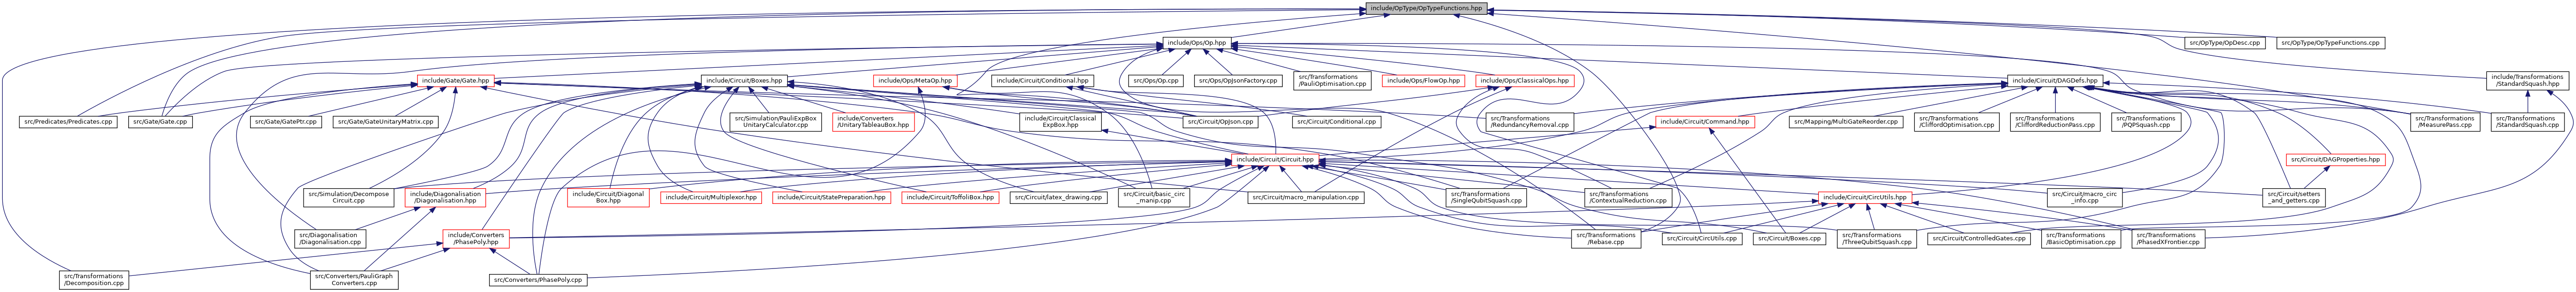 include/OpType/OpTypeFunctions.hpp
include/Ops/Op.hpp
src/OpType/OpDesc.cpp
src/OpType/OpTypeFunctions.cpp
include/Gate/Gate.hpp
include/Circuit/Boxes.hpp
include/Ops/MetaOp.hpp
include/Circuit/Conditional.hpp
src/Ops/Op.cpp
src/Ops/OpJsonFactory.cpp
src/Transformations
/PauliOptimisation.cpp
include/Ops/FlowOp.hpp
include/Ops/ClassicalOps.hpp
include/Circuit/DAGDefs.hpp
include/Transformations
/StandardSquash.hpp
src/Predicates/Predicates.cpp
src/Gate/Gate.cpp
src/Gate/GatePtr.cpp
src/Gate/GateUnitaryMatrix.cpp
src/Simulation/PauliExpBox
UnitaryCalculator.cpp
include/Converters
/UnitaryTableauBox.hpp
include/Circuit/Classical
ExpBox.hpp
src/Circuit/OpJson.cpp
src/Circuit/Conditional.cpp
src/Transformations
/RedundancyRemoval.cpp
include/Circuit/Command.hpp
src/Mapping/MultiGateReorder.cpp
src/Transformations
/CliffordOptimisation.cpp
src/Transformations
/CliffordReductionPass.cpp
src/Transformations
/PQPSquash.cpp
src/Transformations
/MeasurePass.cpp
src/Transformations
/StandardSquash.cpp
include/Circuit/Circuit.hpp
src/Circuit/DAGProperties.hpp
src/Simulation/Decompose
Circuit.cpp
include/Diagonalisation
/Diagonalisation.hpp
include/Circuit/Diagonal
Box.hpp
include/Circuit/Multiplexor.hpp
include/Circuit/StatePreparation.hpp
include/Circuit/ToffoliBox.hpp
src/Circuit/latex_drawing.cpp
src/Circuit/basic_circ
_manip.cpp
src/Circuit/macro_manipulation.cpp
src/Transformations
/SingleQubitSquash.cpp
src/Transformations
/ContextualReduction.cpp
include/Circuit/CircUtils.hpp
src/Circuit/macro_circ
_info.cpp
src/Circuit/setters
_and_getters.cpp
src/Diagonalisation
/Diagonalisation.cpp
include/Converters
/PhasePoly.hpp
src/Transformations
/Rebase.cpp
src/Circuit/CircUtils.cpp
src/Circuit/Boxes.cpp
src/Transformations
/ThreeQubitSquash.cpp
src/Circuit/ControlledGates.cpp
src/Transformations
/BasicOptimisation.cpp
src/Transformations
/PhasedXFrontier.cpp
src/Transformations
/Decomposition.cpp
src/Converters/PauliGraph
Converters.cpp
src/Converters/PhasePoly.cpp